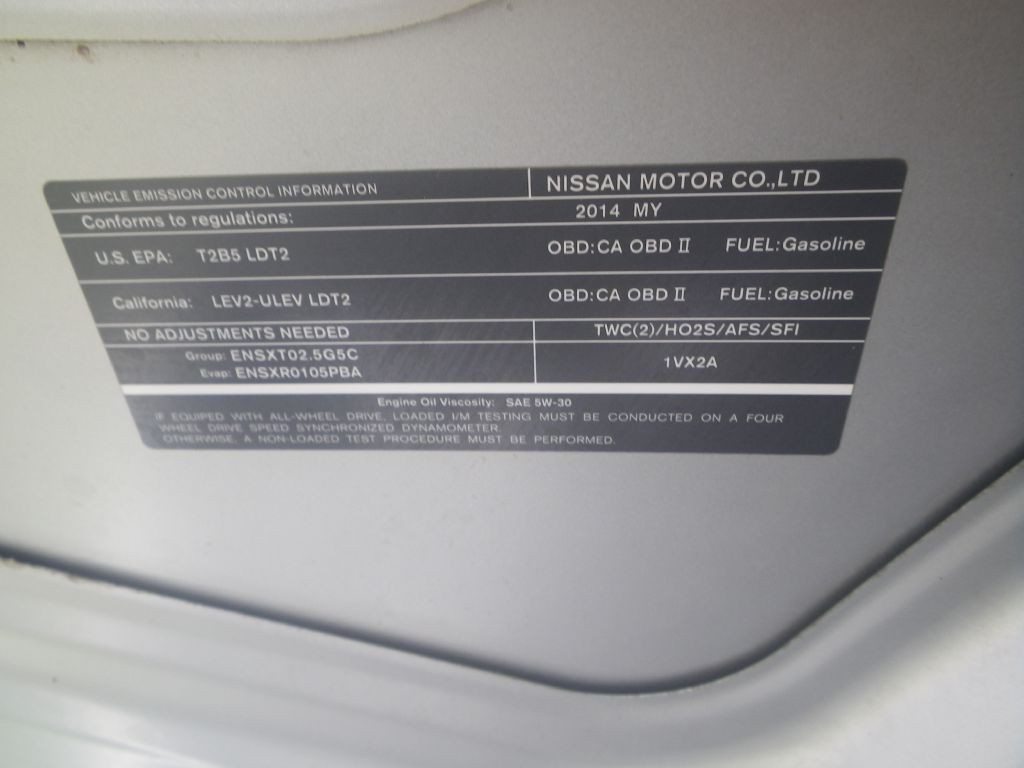 VEHICLE EMISSION CONTROL INFORMATION NISSAN MOTOR CO.,LTD
Conforms to regulations: 2014 MY
U.S. EPA: T2B5 LDT2 OBD:CA OBD II FUEL:Gasoline
California: LEV2-ULEV LDT2 OBD:CA OBD II FUEL:Gasoline
NO ADJUSTMENTS NEEDED TWC(2)/HO2S/AFS/SFI
Group: ENSXT02.5G5C
Evap: ENSXR0105PBA
1VX2A
Engine Oil Viscosity: SAE 5W-30
IF EQUIPED WITH ALL-WHEEL DRIVE, LOADED I/M TESTING MUST BE CONDUCTED ON A FOUR
WHEEL DRIVE SPEED SYNCHRONIZED DYNAMOMETER.
OTHERWISE, A NON-LOADED TEST PROCEDURE MUST BE PERFORMED.